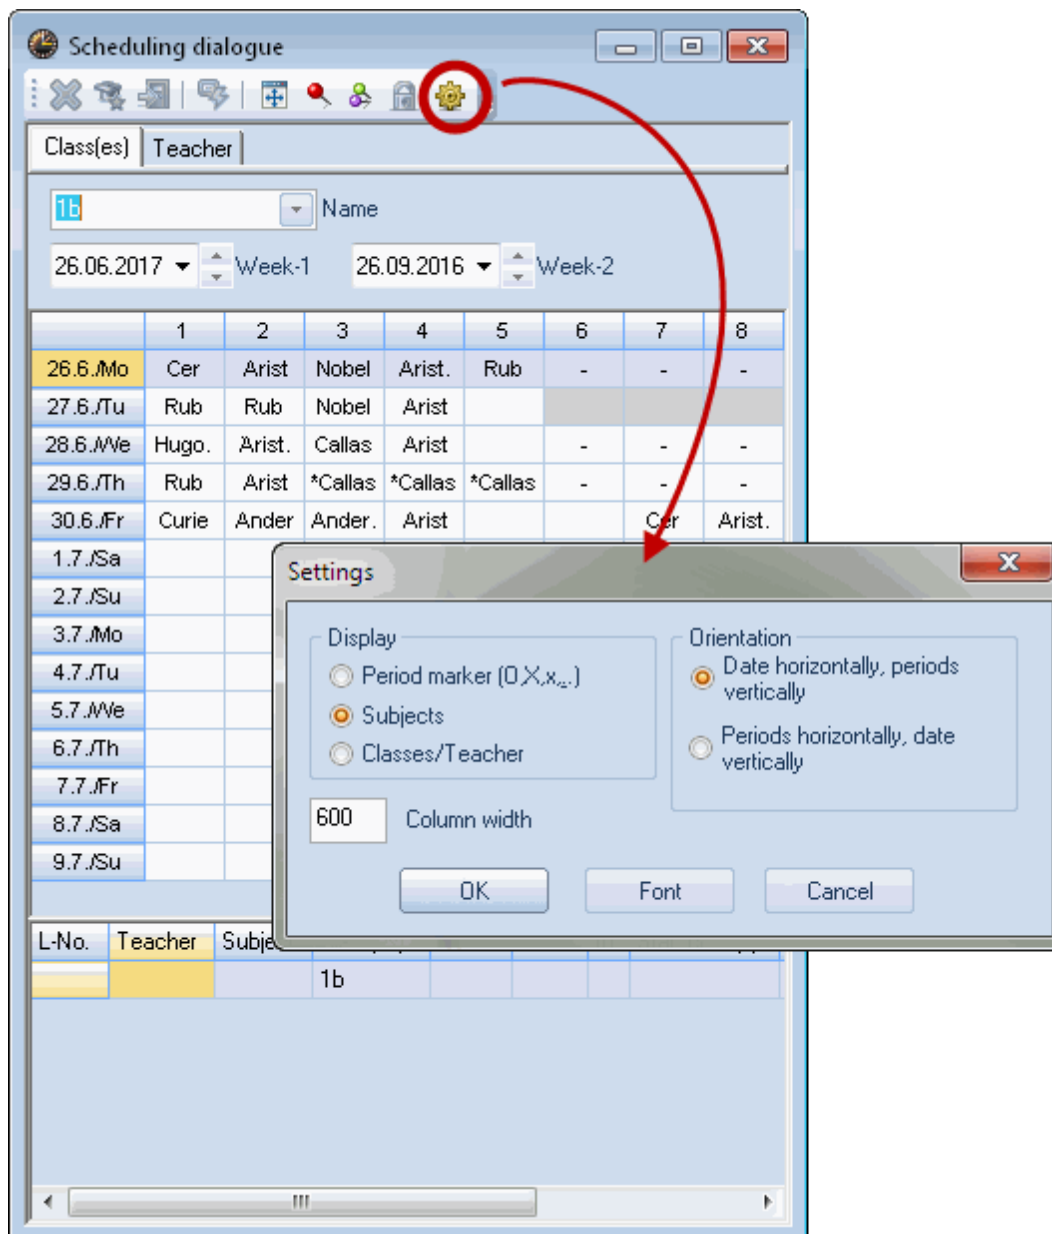 Scheduling dialogue
Class(es) Teacher
1b Name
26.06.2017 Week-1 26.09.2016 Week-2
1 2 3 4 5 6 7 8
26.6./Mo Cer Arist Nobel Arist. Rub - - -
27.6./Tu Rub Rub Nobel Arist
28.6./We Hugo. Arist. Callas Arist - - -
29.6./Th Rub Arist *Callas *Callas *Callas - - -
30.6./Fr Curie Ander Ander. Arist Cer Arist.
1.7./Sa
2.7./Su
3.7./Mo
4.7./Tu
5.7./We
6.7./Th
7.7./Fr
8.7./Sa
9.7./Su
Settings
Display
Period marker (0,X,x,_,.)
Subjects
Classes/Teacher
Orientation
Date horizontally, periods
vertically
Periods horizontally, date
vertically
600 Column width
OK Font Cancel
L-No. Teacher
1b